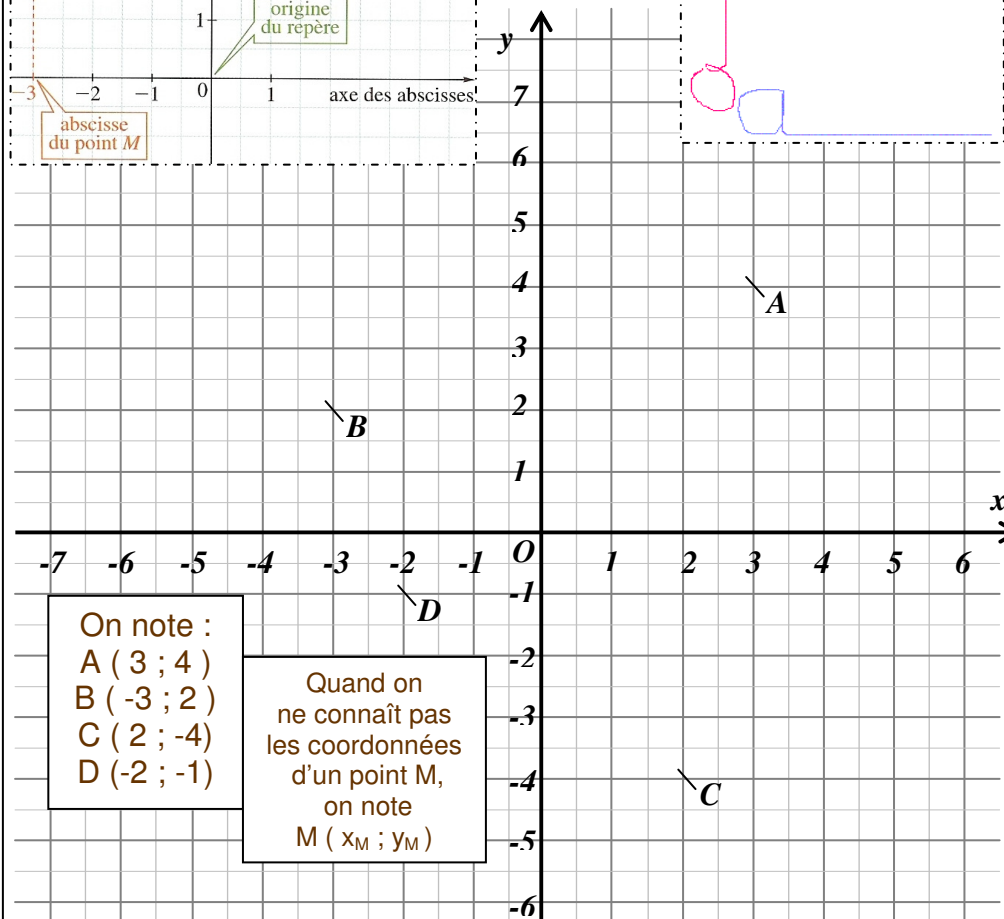 origine
du repère
1
-3 -2 -1 0 1 axe des abscisses
abscisse
du point M
y
7
6
5
4
A
3
2
B
1
x
-7 -6 -5 -4 -3 -2 -1 O 1 2 3 4 5 6
-1
D
-2
-3
-4
C
-5
-6
On note :
A ( 3 ; 4 )
B ( -3 ; 2 )
C ( 2 ; -4)
D (-2 ; -1)
Quand on
ne connaît pas
les coordonnées
d'un point M,
on note
M ( xM ; yM )